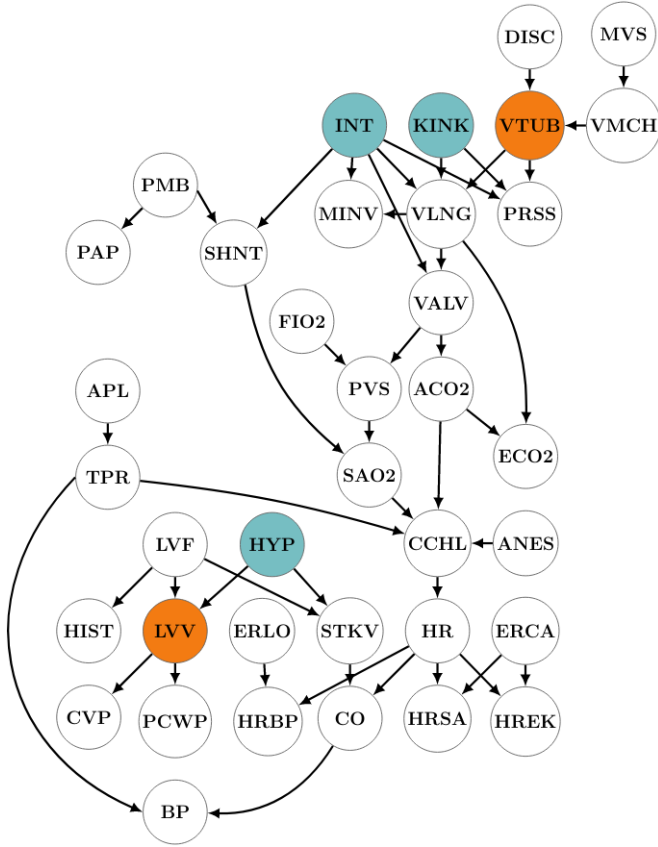 DISC
MVS
INT
KINK
VTUB
VMCH
PMB
MINV
VLNG
PRSS
PAP
SHNT
VALV
FIO2
APL
PVS
ACO2
TPR
SAO2
ECO2
LVF
HYP
CCHL
ANES
HIST
LVV
ERLO
STKV
HR
ERCA
CVP
PCWP
HRBP
CO
HRSA
HREK
BP